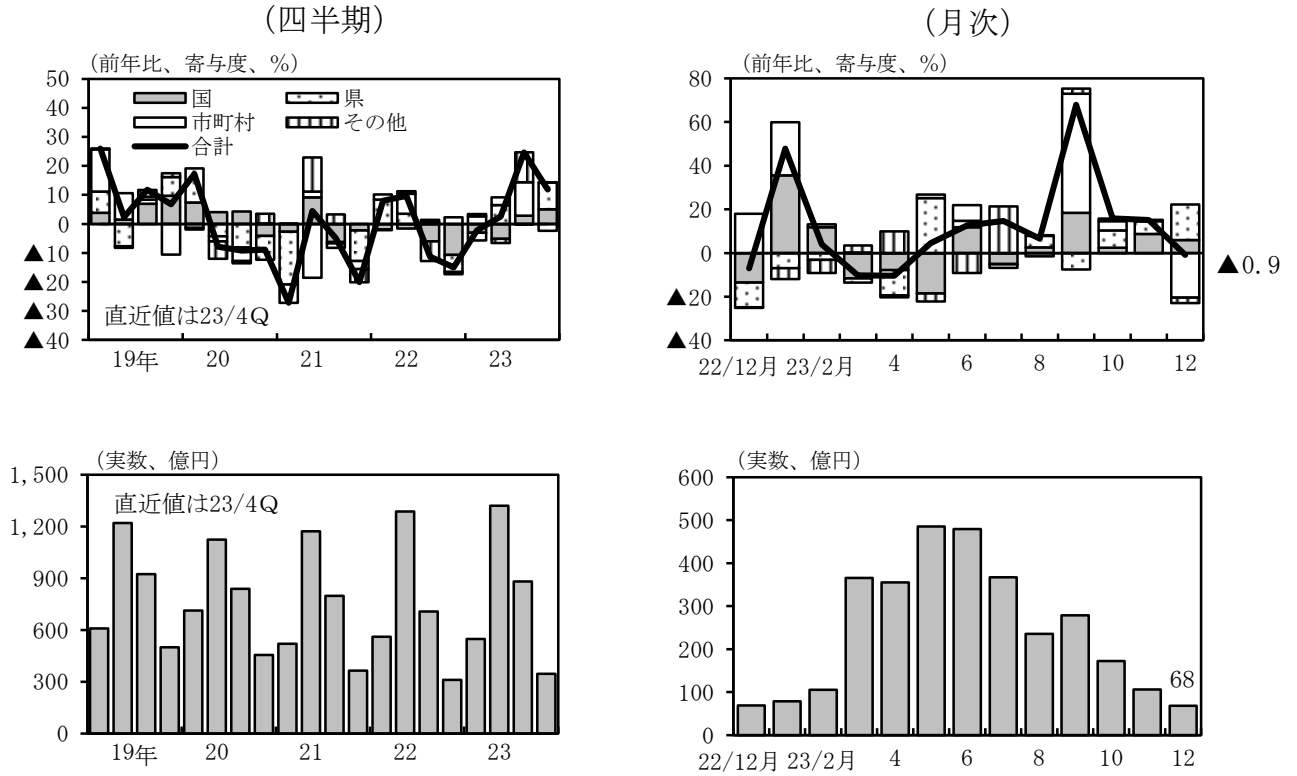 (四半期)
(前年比、寄与度、%)
50
40
30
20
10
0
▲10
▲20
▲30
▲40
国
県
市町村
その他
合計
直近値は23/4Q
19年 20 21 22 23
(月次)
(前年比、寄与度、%)
80
60
40
20
0
▲20
▲40
▲0.9
22/12月 23/2月 4 6 8 10 12
(実数、億円)
1,500
1,200
900
600
300
0
直近値は23/4Q
19年 20 21 22 23
(実数、億円)
600
500
400
300
200
100
0
68
22/12月 23/2月 4 6 8 10 12